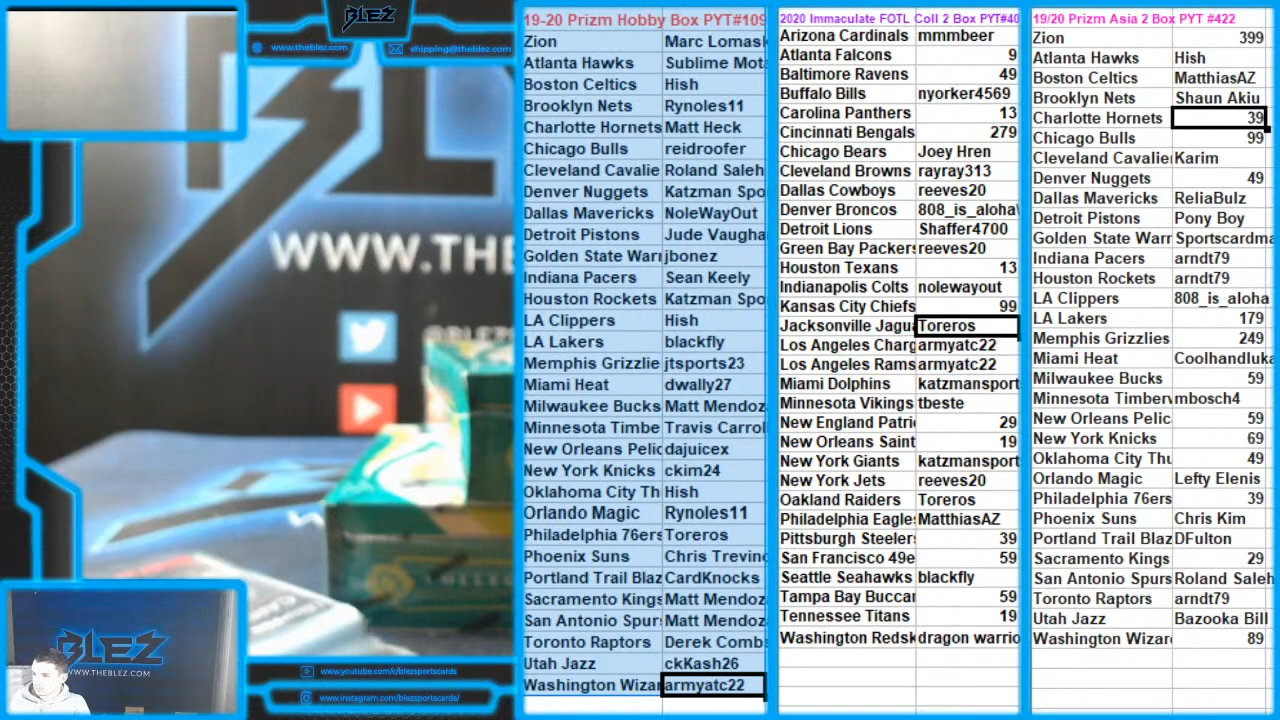 BLEZ
www.theblez.com
shipping@theblez.com
WWW.TH
BLEZ
WWW.THEBLEZ.COM
www.youtube.com/c/blezsportscards
www.instagram.com/blezsportscards/
19-20 Prizm Hobby Box PYT#109
Zion Marc Lomask
Atlanta Hawks Sublime Mot
Boston Celtics Hish
Brooklyn Nets Rynoles11
Charlotte Hornets Matt Heck
Chicago Bulls reidroofer
Cleveland Cavalie Roland Saleh
Denver Nuggets Katzman Spo
Dallas Mavericks NoleWayOut
Detroit Pistons Jude Vaugha
Golden State Warr jbonez
Indiana Pacers Sean Keely
Houston Rockets Katzman Spo
LA Clippers Hish
LA Lakers blackfly
Memphis Grizzlie jtsports23
Miami Heat dwally27
Milwaukee Bucks Matt Mendoz
Minnesota Timbe Travis Carrol
New Orleans Pelic dajuicex
New York Knicks ckim24
Oklahoma City Th Hish
Orlando Magic Rynoles11
Philadelphia 76ers Toreros
Phoenix Suns Chris Trevino
Portland Trail Blaz CardKnocks
Sacramento Kings Matt Mendoz
San Antonio Spurs Matt Mendoz
Toronto Raptors Derek Combs
Utah Jazz ckKash26
Washington Wizar armyatc22
2020 Immaculate FOTL Coll 2 Box PYT#40
Arizona Cardinals mmmbeer
Atlanta Falcons 9
Baltimore Ravens 49
Buffalo Bills nyorker4569
Carolina Panthers 13
Cincinnati Bengals 279
Chicago Bears Joey Hren
Cleveland Browns rayray313
Dallas Cowboys reeves20
Denver Broncos 808_is_aloha
Detroit Lions Shaffer4700
Green Bay Packers reeves20
Houston Texans 13
Indianapolis Colts nolewayout
Kansas City Chiefs 99
Jacksonville Jagua Toreros
Los Angeles Charg armyatc22
Los Angeles Rams armyatc22
Miami Dolphins katzmansport
Minnesota Vikings tbeste
New England Patri 29
New Orleans Saint 19
New York Giants katzmansport
New York Jets reeves20
Oakland Raiders Toreros
Philadelphia Eagle MatthiasAZ
Pittsburgh Steeler 39
San Francisco 49e 59
Seattle Seahawks blackfly
Tampa Bay Buccar 59
Tennessee Titans 19
Washington Redsk dragon warrio
19/20 Prizm Asia 2 Box PYT #422
Zion 399
Atlanta Hawks Hish
Boston Celtics MatthiasAZ
Brooklyn Nets Shaun Akiu
Charlotte Hornets 39
Chicago Bulls 99
Cleveland Cavalier Karim
Denver Nuggets 49
Dallas Mavericks ReliaBulz
Detroit Pistons Pony Boy
Golden State Warr Sportscardma
Indiana Pacers arndt79
Houston Rockets arndt79
LA Clippers 808_is_aloha
LA Lakers 179
Memphis Grizzlies 249
Miami Heat Coolhandluka
Milwaukee Bucks 59
Minnesota Timberv mbosch4
New Orleans Pelic 59
New York Knicks 69
Oklahoma City Thu 49
Orlando Magic Lefty Elenis
Philadelphia 76ers 39
Phoenix Suns Chris Kim
Portland Trail Blaz DFulton
Sacramento Kings 29
San Antonio Spurs Roland Saleh
Toronto Raptors arndt79
Utah Jazz Bazooka Bill
Washington Wizar 89